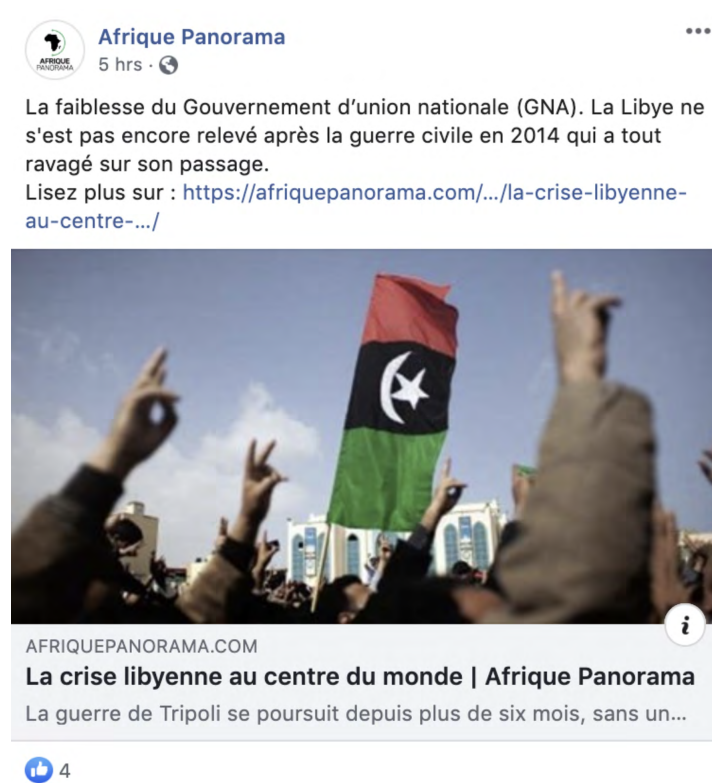 Afrique Panorama
5 hrs ·
AFRIQUE
PANORAMA
La faiblesse du Gouvernement d’union nationale (GNA). La Libye ne
s'est pas encore relevé après la guerre civile en 2014 qui a tout
ravagé sur son passage.
Lisez plus sur : https://afriquepanorama.com/.../la-crise-libyenne-
au-centre-.../
i
AFRIQUEPANORAMA.COM
La crise libyenne au centre du monde | Afrique Panorama
La guerre de Tripoli se poursuit depuis plus de six mois, sans un...
4